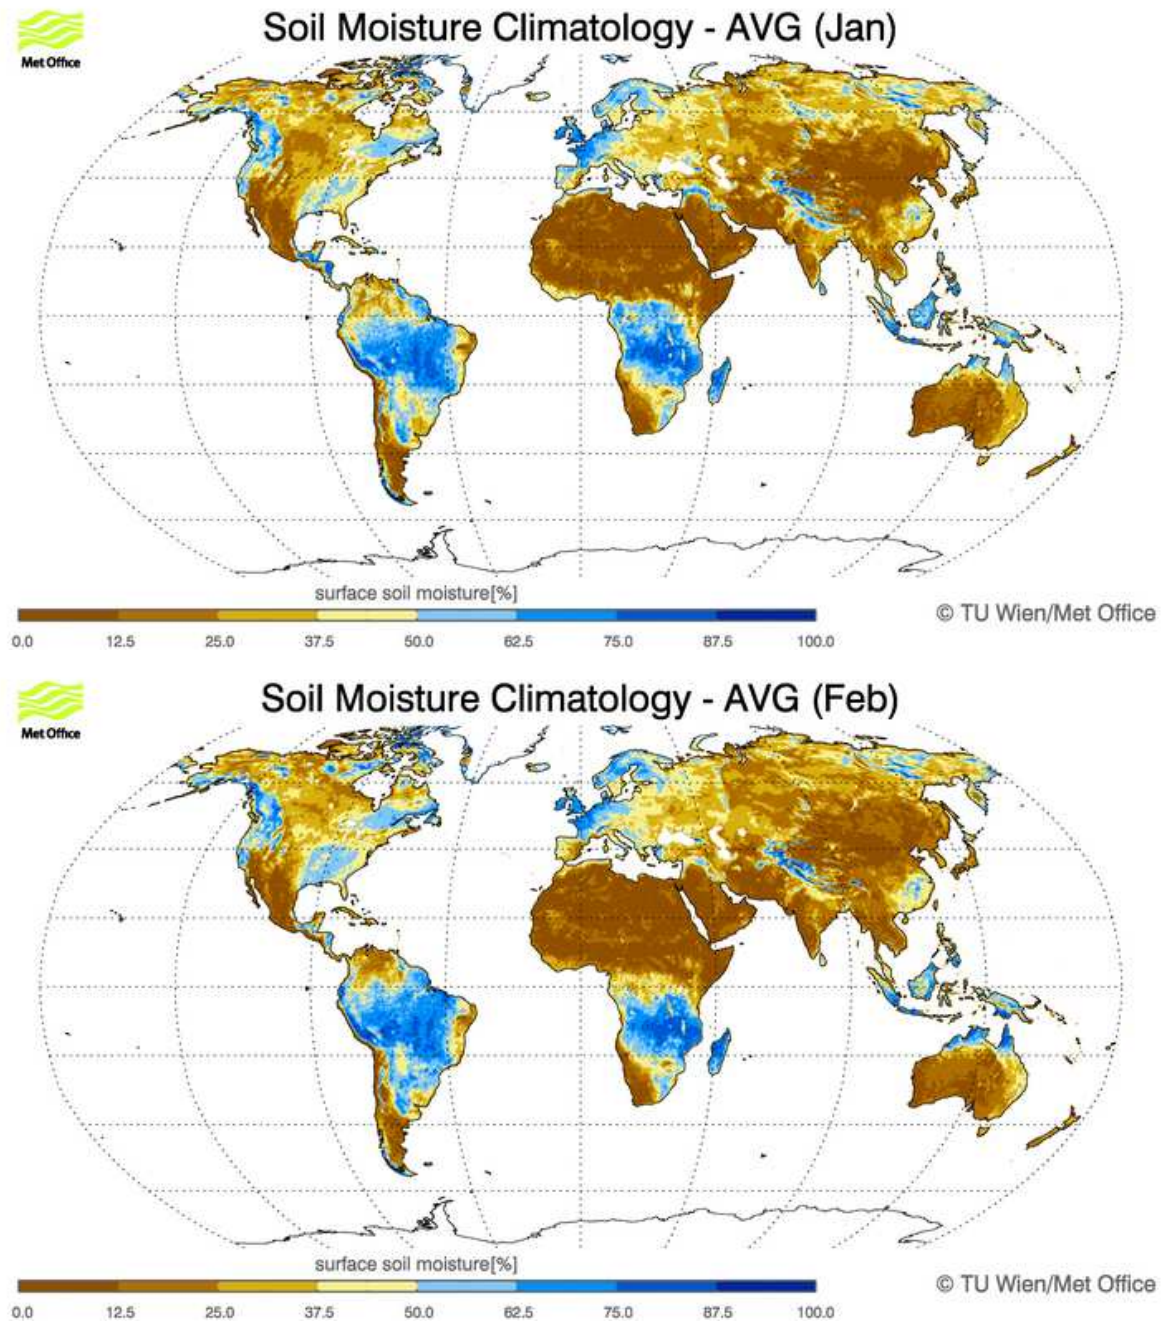 Soil Moisture Climatology - AVG (Jan)
Met Office
surface soil moisture[%]
0.0 12.5 25.0 37.5 50.0 62.5 75.0 87.5 100.0
© TU Wien/Met Office
Soil Moisture Climatology - AVG (Feb)
Met Office
surface soil moisture[%]
0.0 12.5 25.0 37.5 50.0 62.5 75.0 87.5 100.0
© TU Wien/Met Office